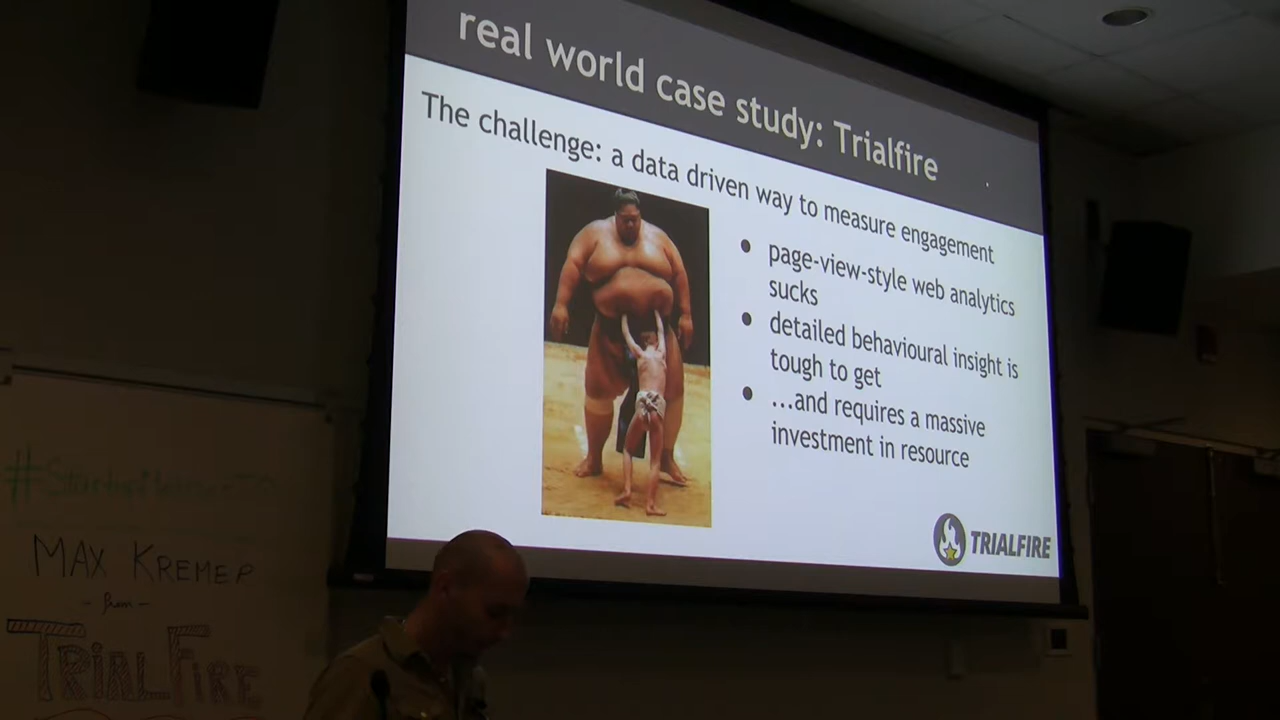 real world case study: Trialfire
The challenge: a data driven way to measure engagement
page-view-style web analytics
sucks
detailed behavioural insight is
tough to get
...and requires a massive
investment in resource
TRIALFIRE
MAX KREMER
- from -
TRIALFIRE